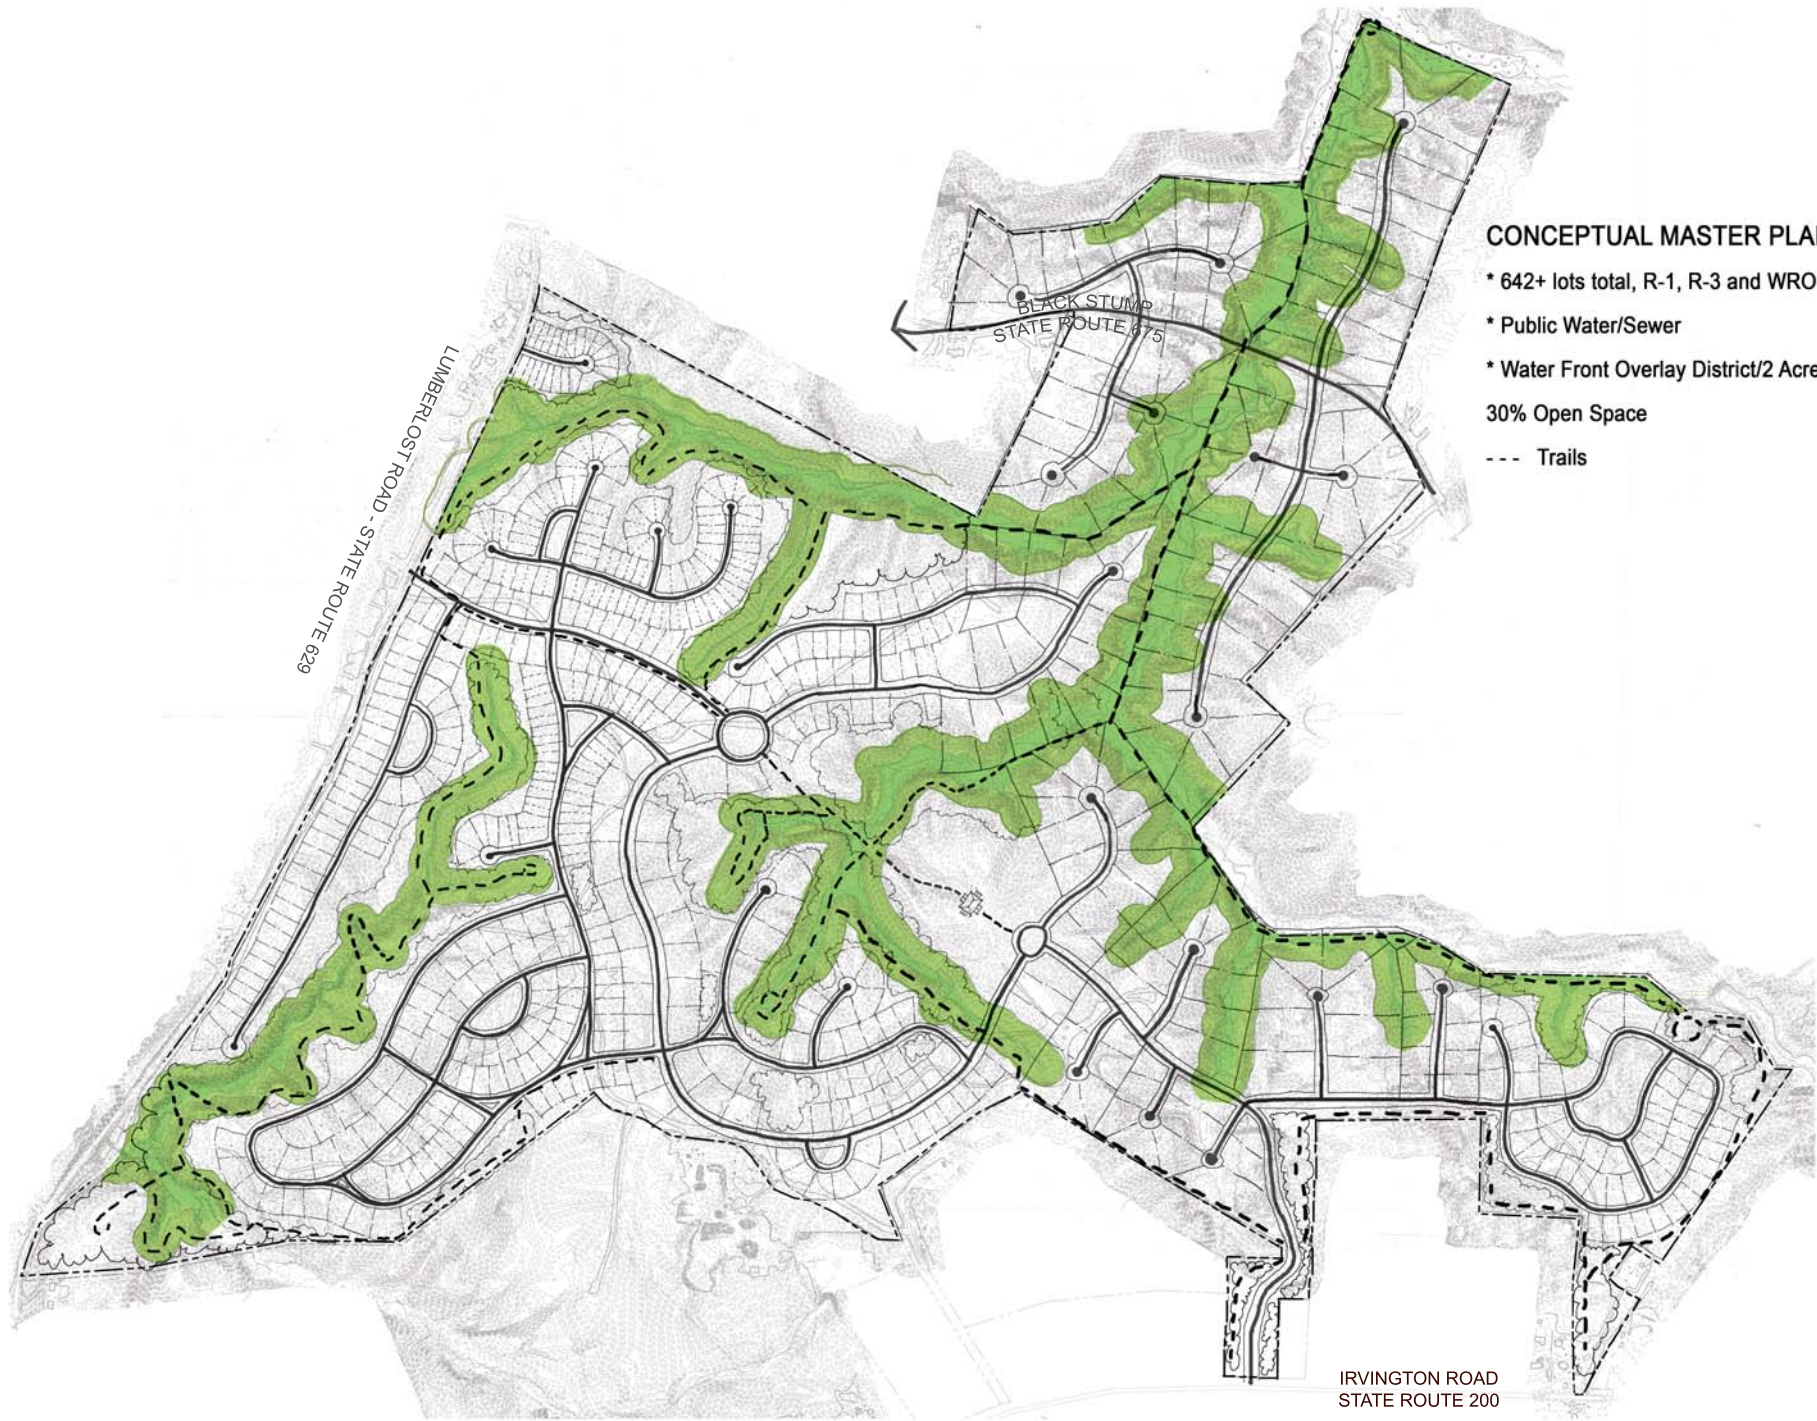 CONCEPTUAL MASTER PLA
* 642+ lots total, R-1, R-3 and WRO
* Public Water/Sewer
* Water Front Overlay District/2 Acre
30% Open Space
--- Trails
BLACK STUMP
STATE ROUTE 675
LUMBERLOST ROAD - STATE ROUTE 629
IRVINGTON ROAD
STATE ROUTE 200